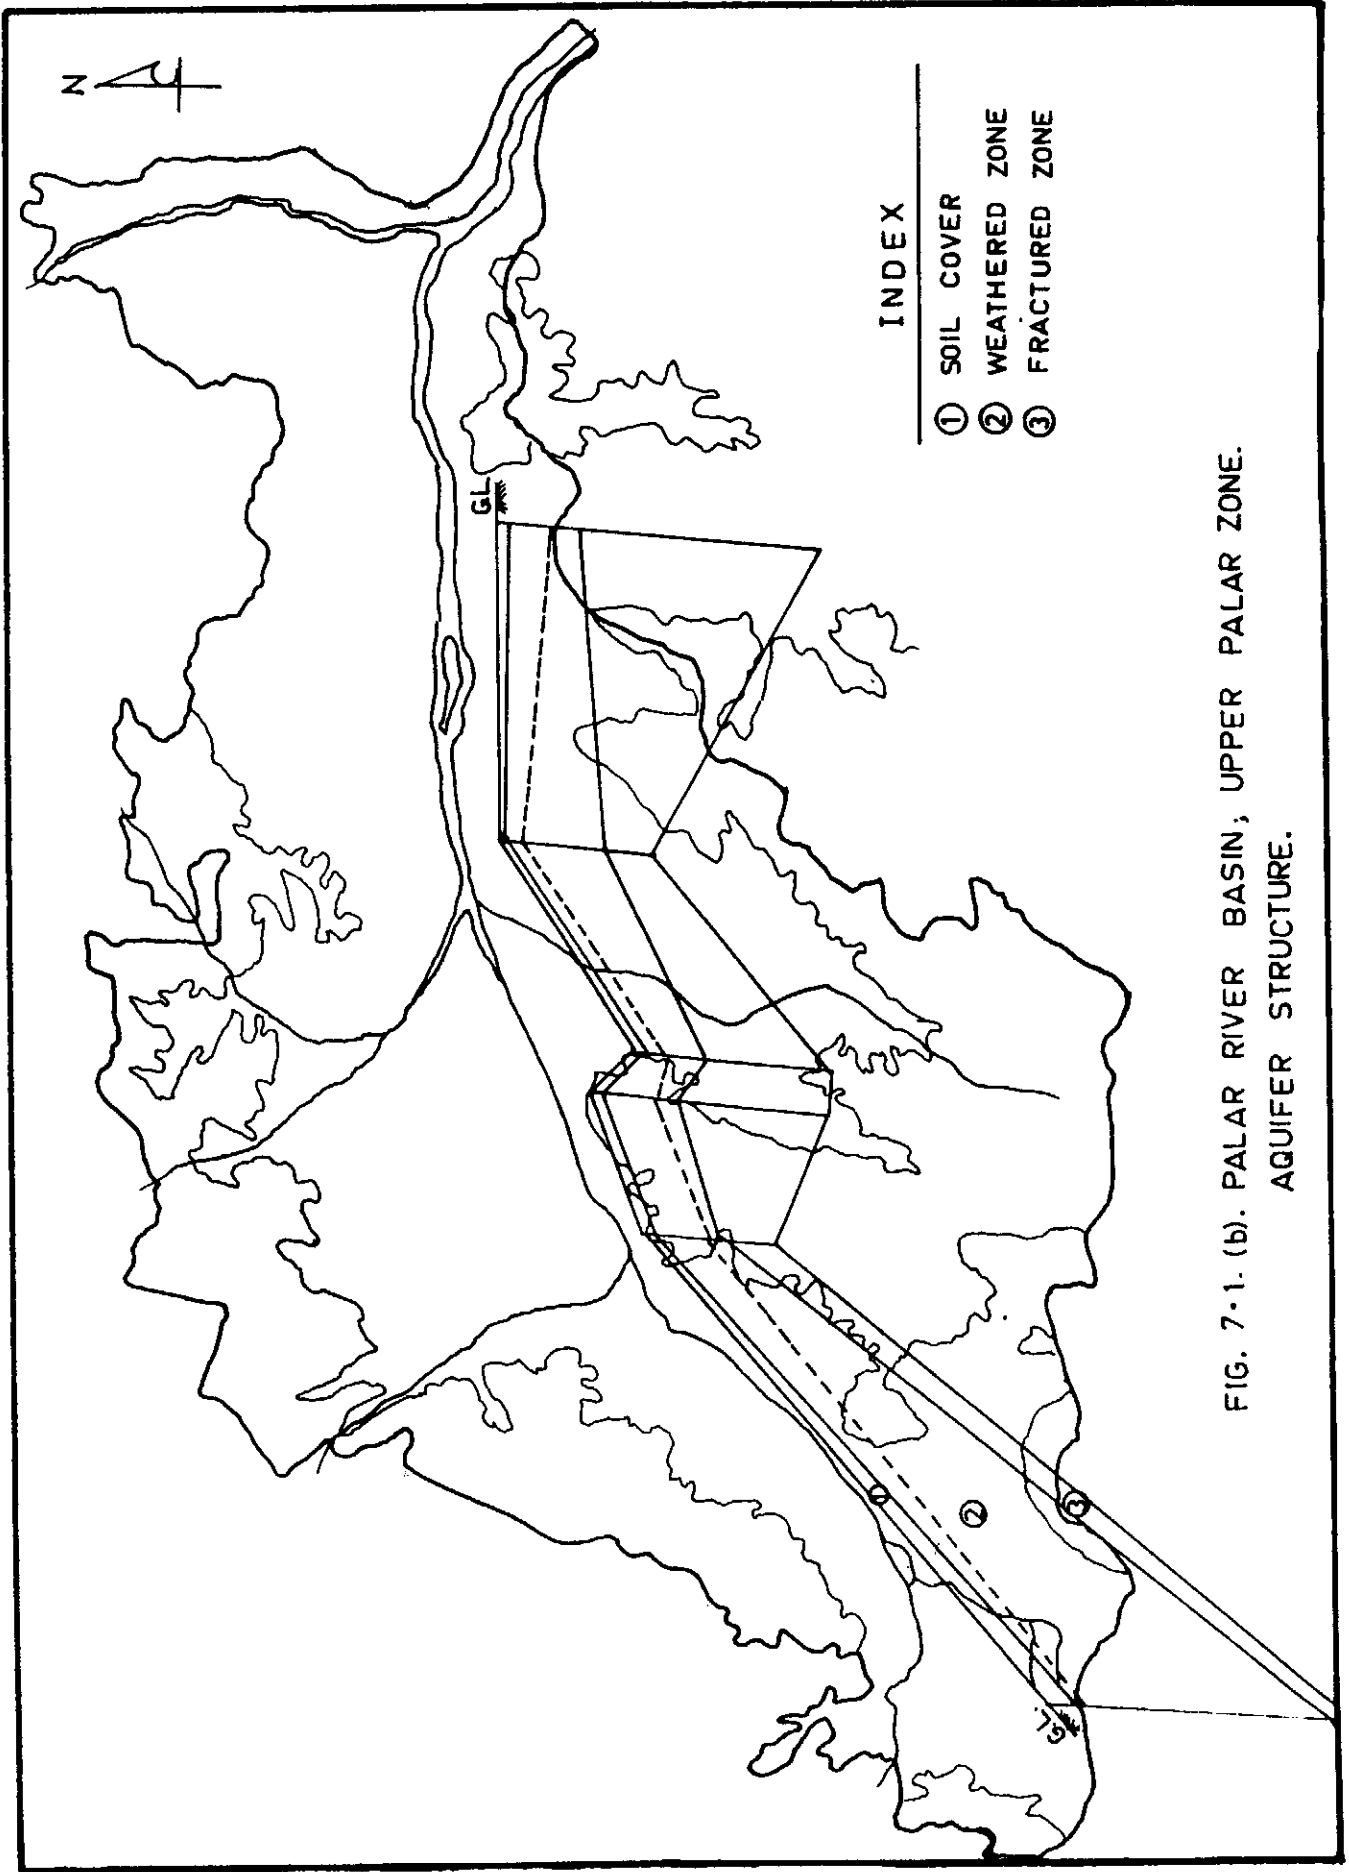 N
GL
INDEX
① SOIL COVER
② WEATHERED ZONE
③ FRACTURED ZONE
①
②
③
GL.
FIG. 7·1. (b). PALAR RIVER BASIN; UPPER PALAR ZONE.
AQUIFER STRUCTURE.